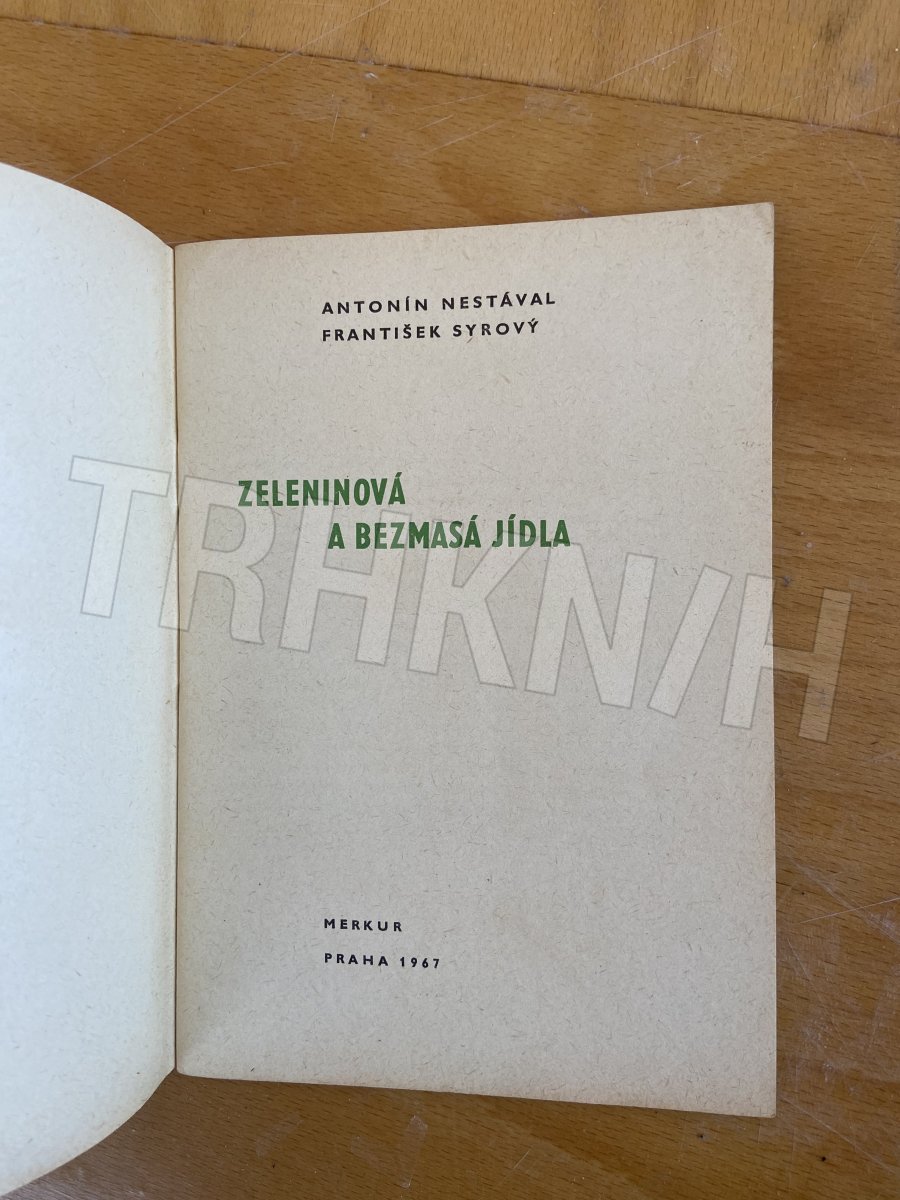 ANTONÍN NESTÁVAL
FRANTIŠEK SYROVÝ
ZELENINOVÁ
A BEZMASÁ JÍDLA
TRHKNIH
MERKUR
PRAHA 1967